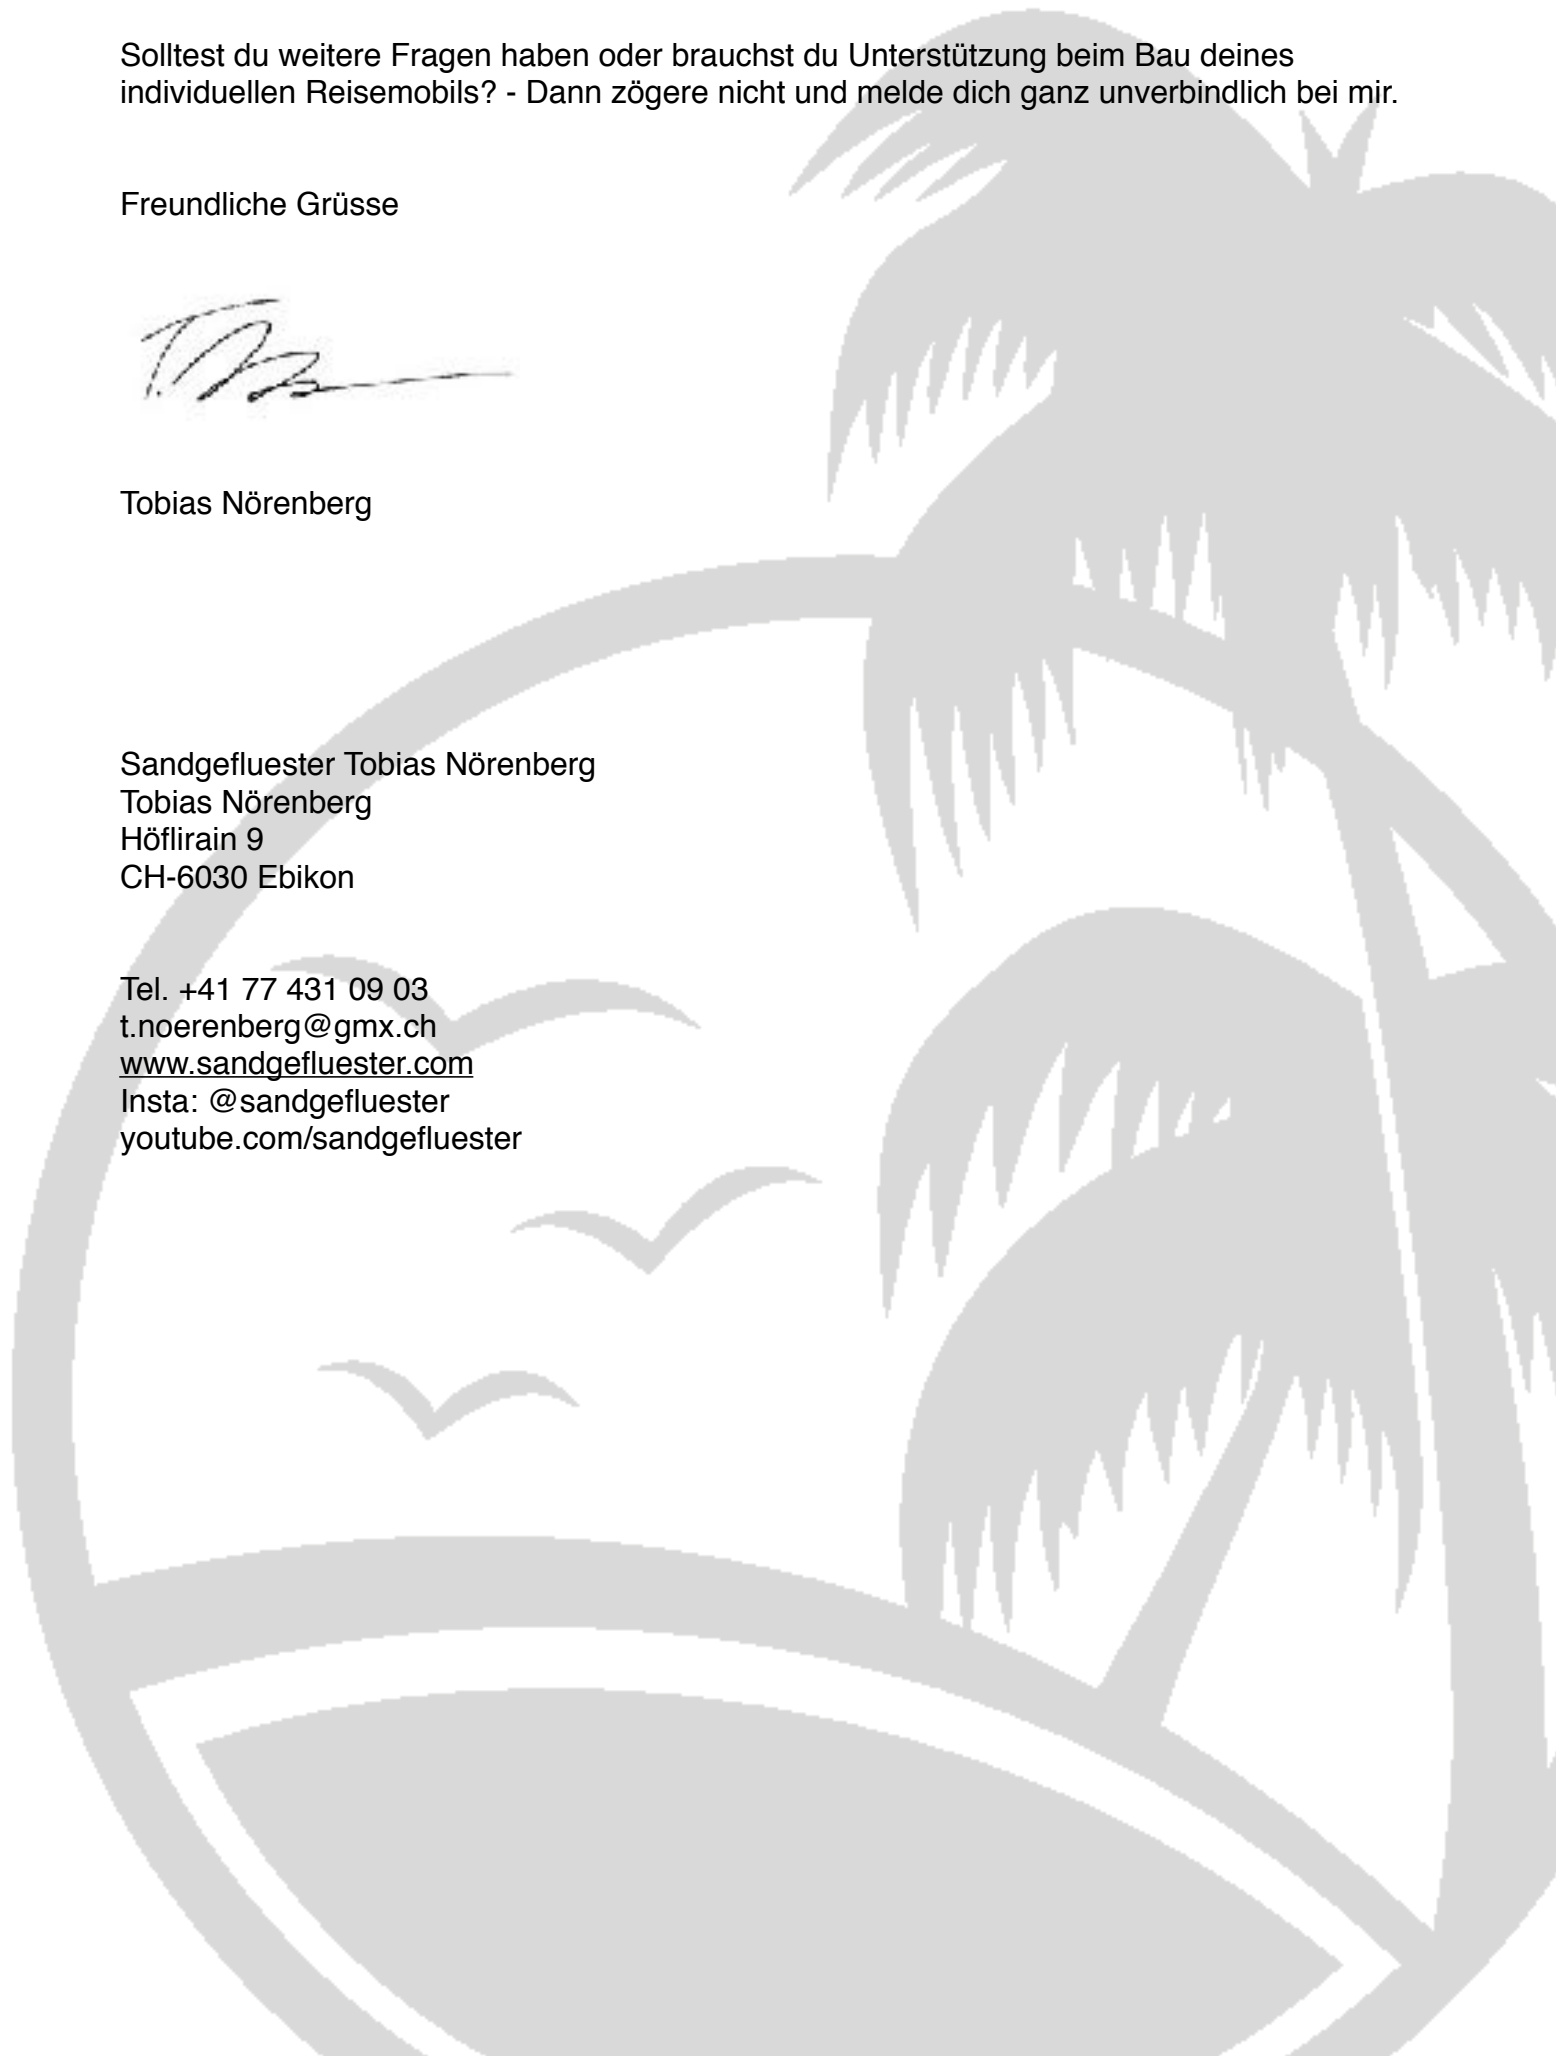 Solltest du weitere Fragen haben oder brauchst du Unterstützung beim Bau deines
individuellen Reisemobils? - Dann zögere nicht und melde dich ganz unverbindlich bei mir.
Freundliche Grüsse
Tobias Nörenberg
Sandgefluester Tobias Nörenberg
Tobias Nörenberg
Höflirain 9
CH-6030 Ebikon
Tel. +41 77 431 09 03
t.noerenberg@gmx.ch
www.sandgefluester.com
Insta: @sandgefluester
youtube.com/sandgefluester